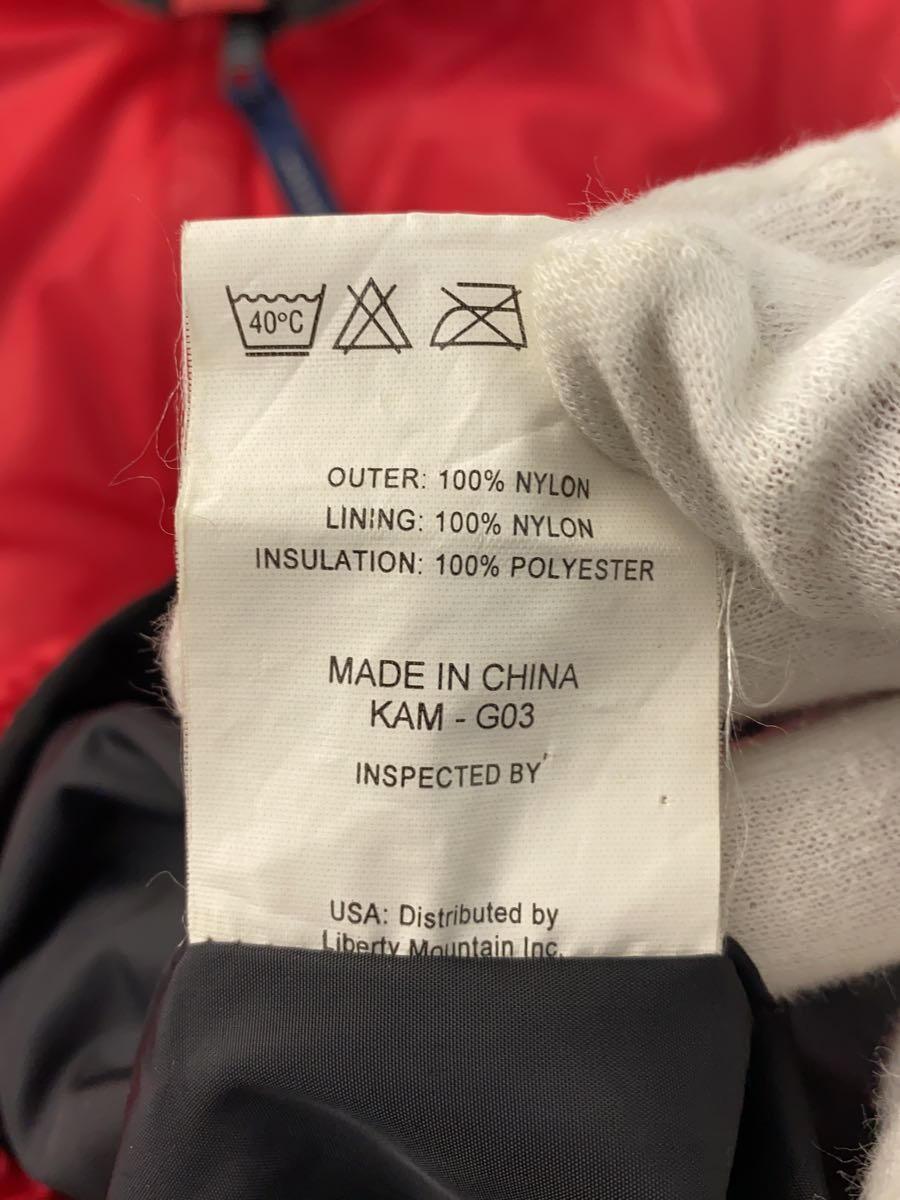 40°C
OUTER: 100% NYLON
LINING: 100% NYLON
INSULATION: 100% POLYESTER
MADE IN CHINA
KAM - G03
INSPECTED BY
USA: Distributed by
Liberty Mountain Inc.